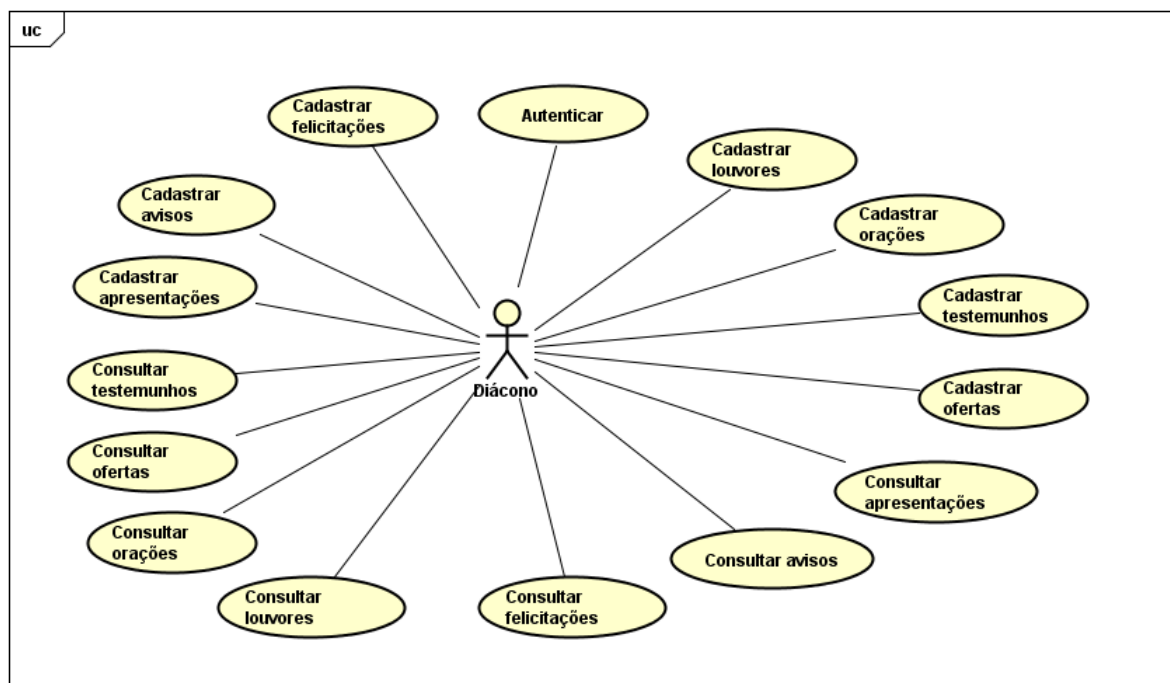 uc
Cadastrar
felicitações
Autenticar
Cadastrar
louvores
Cadastrar
avisos
Cadastrar
orações
Cadastrar
apresentações
Cadastrar
testemunhos
Consultar
testemunhos
Diácono
Cadastrar
ofertas
Consultar
ofertas
Consultar
apresentações
Consultar
orações
Consultar avisos
Consultar
louvores
Consultar
felicitações